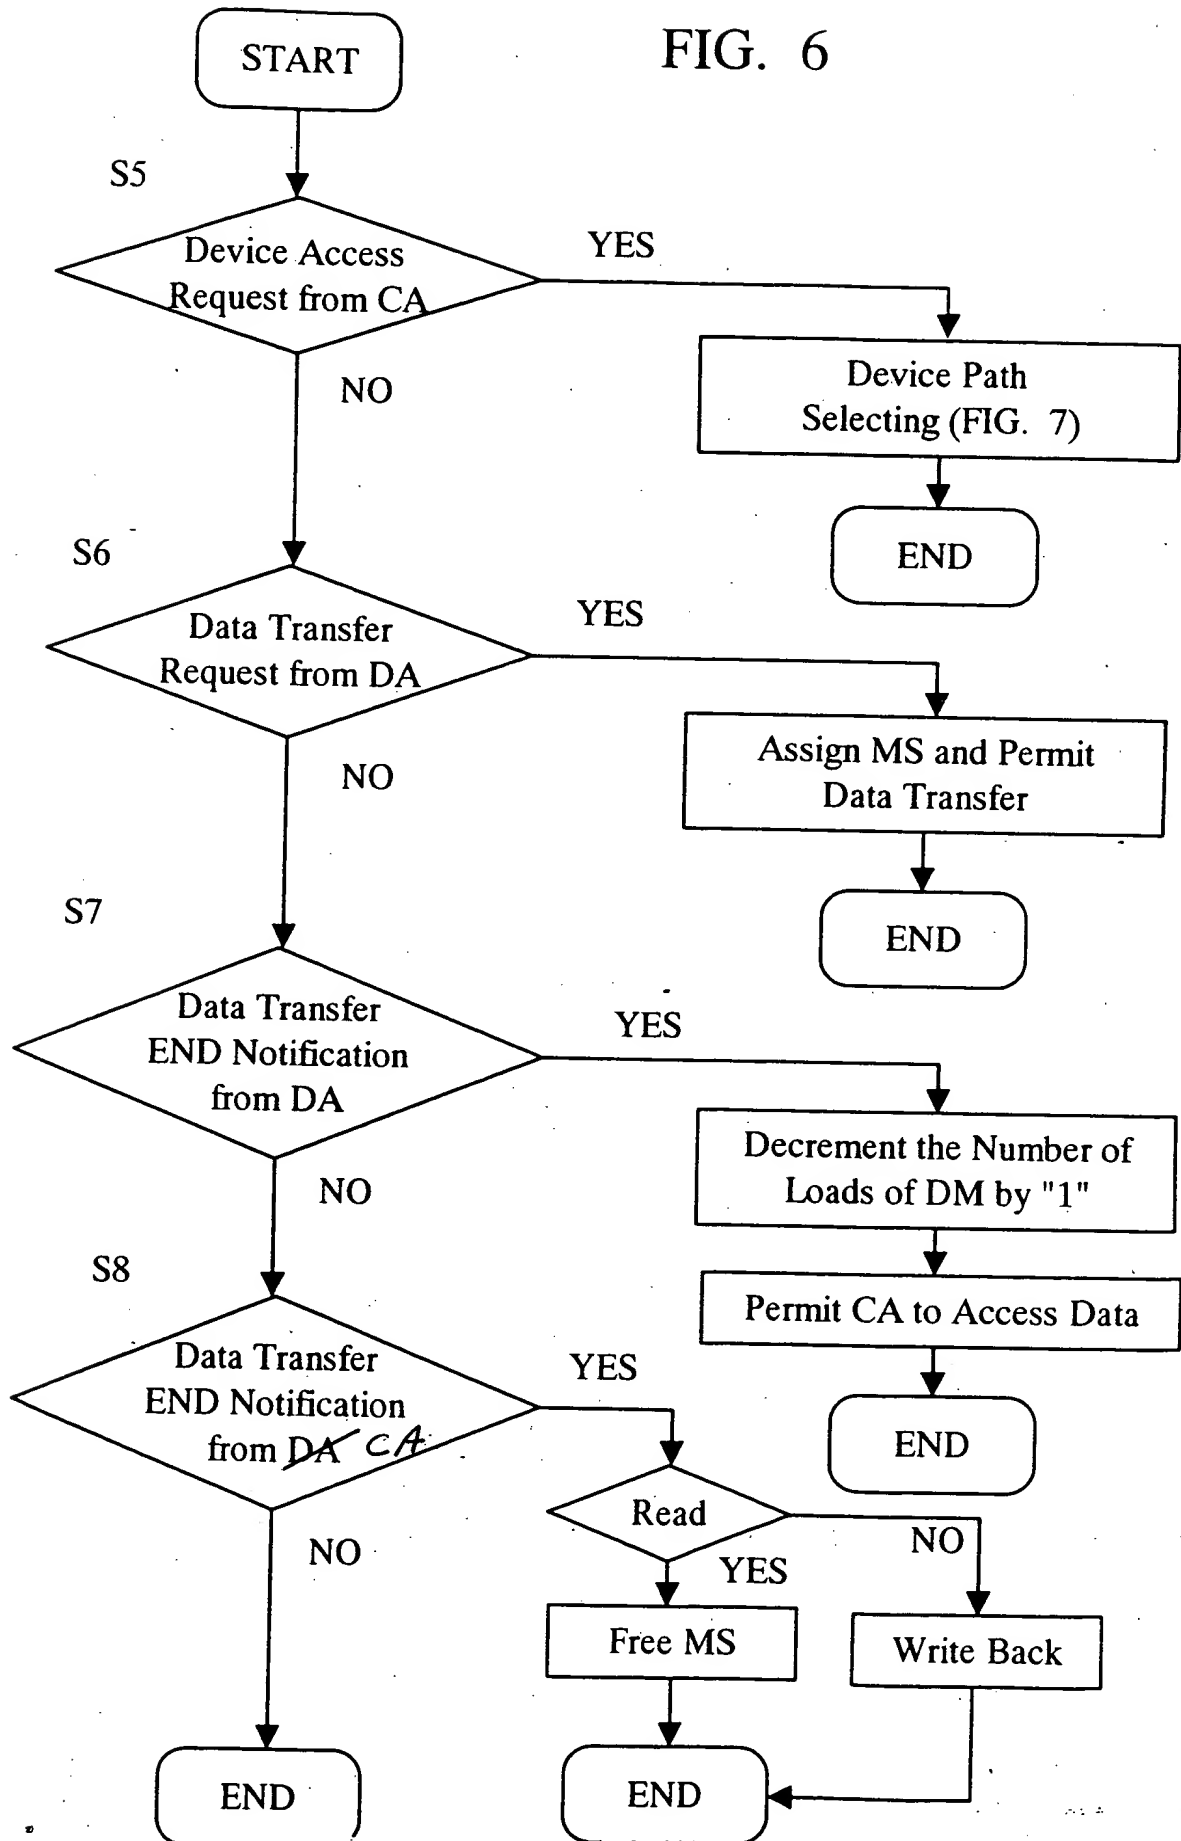 FIG. 6
START
S5
Device Access
Request from CA
YES
NO
Device Path
Selecting (FIG. 7)
END
S6
Data Transfer
Request from DA
YES
NO
Assign MS and Permit
Data Transfer
END
S7
Data Transfer
END Notification
from DA
YES
NO
Decrement the Number of
Loads of DM by "1"
Permit CA to Access Data
END
S8
Data Transfer
END Notification
from DA CA
YES
NO
Read
NO
YES
Free MS
Write Back
END
END